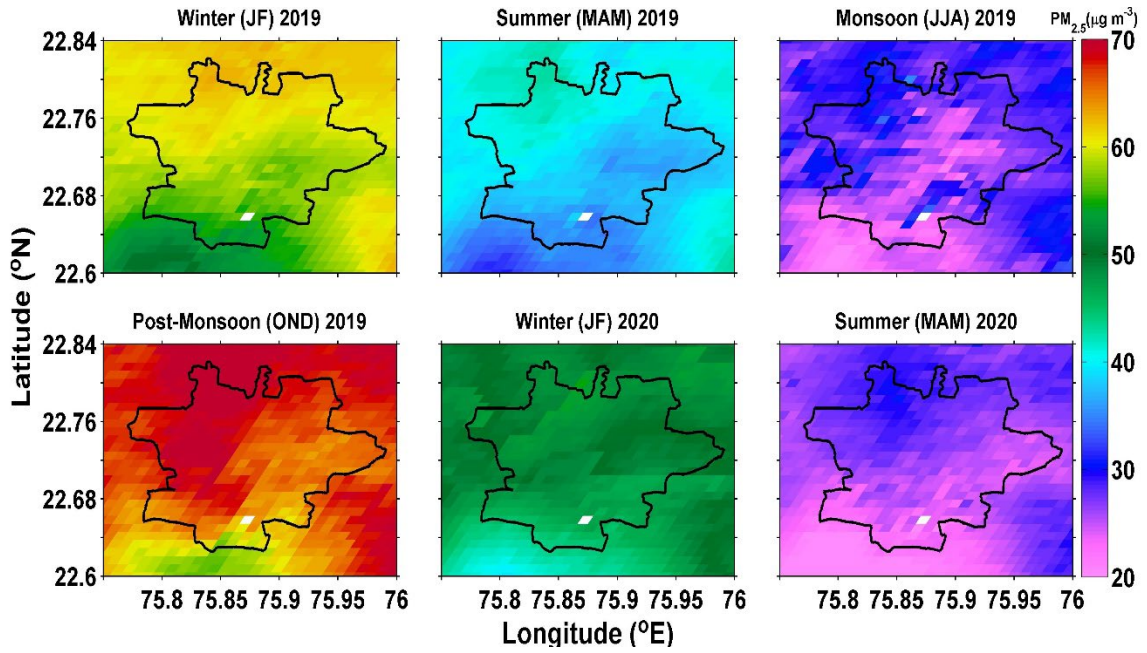 Winter (JF) 2019
Summer (MAM) 2019
Monsoon (JJA) 2019
PM2.5(μg m-3)
22.84
22.76
22.68
22.6
70
60
50
40
30
20
Post-Monsoon (OND) 2019
Winter (JF) 2020
Summer (MAM) 2020
22.84
22.76
22.68
22.6
75.8 75.85 75.9 75.95 76
75.8 75.85 75.9 75.95 76
75.8 75.85 75.9 75.95 76
Latitude (oN)
Longitude (oE)